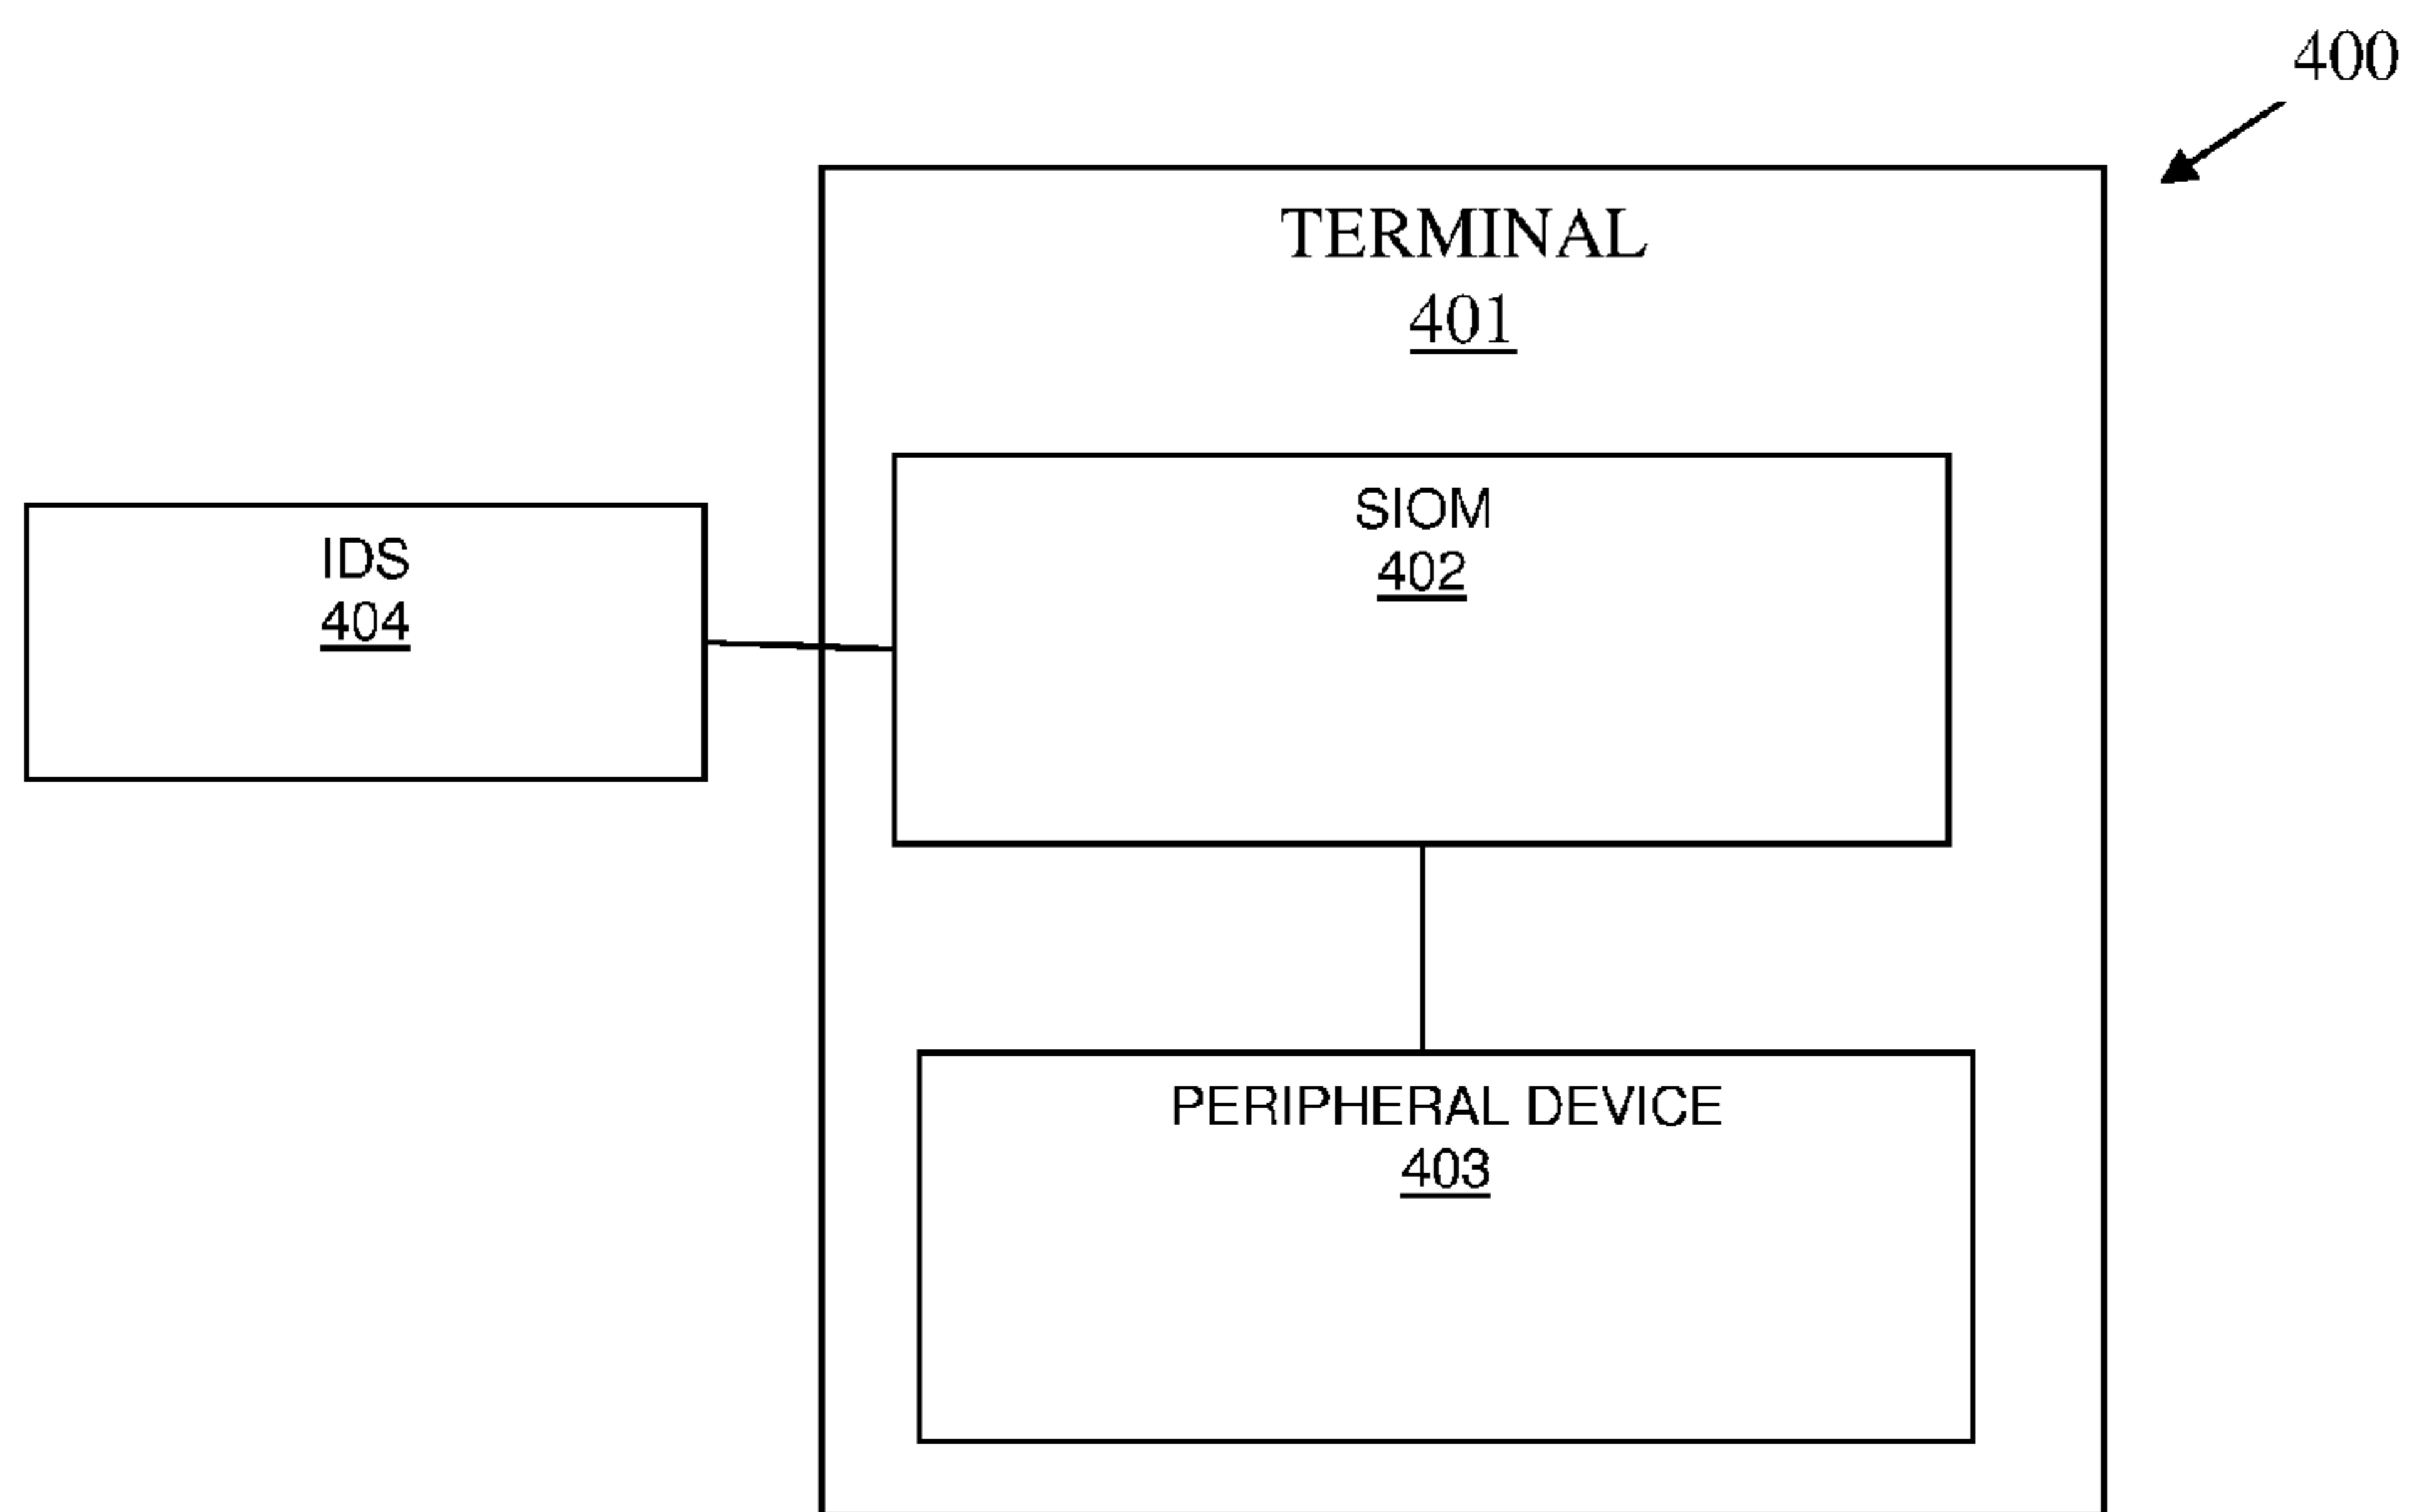 400
TERMINAL
401
SIOM
402
IDS
404
PERIPHERAL DEVICE
403